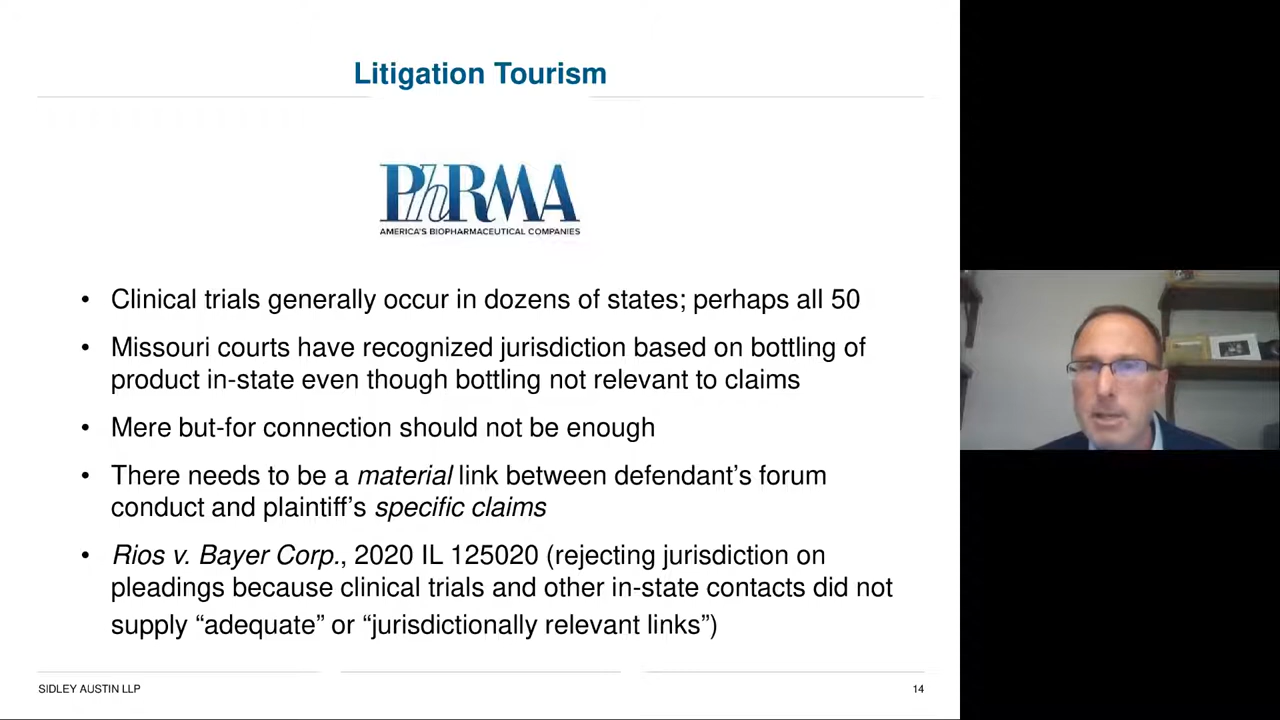 Litigation Tourism
PhRMA
AMERICA'S BIOPHARMACEUTICAL COMPANIES
• Clinical trials generally occur in dozens of states; perhaps all 50
• Missouri courts have recognized jurisdiction based on bottling of
product in-state even though bottling not relevant to claims
• Mere but-for connection should not be enough
• There needs to be a material link between defendant’s forum
conduct and plaintiff’s specific claims
• Rios v. Bayer Corp., 2020 IL 125020 (rejecting jurisdiction on
pleadings because clinical trials and other in-state contacts did not
supply “adequate” or “jurisdictionally relevant links”)
SIDLEY AUSTIN LLP
14